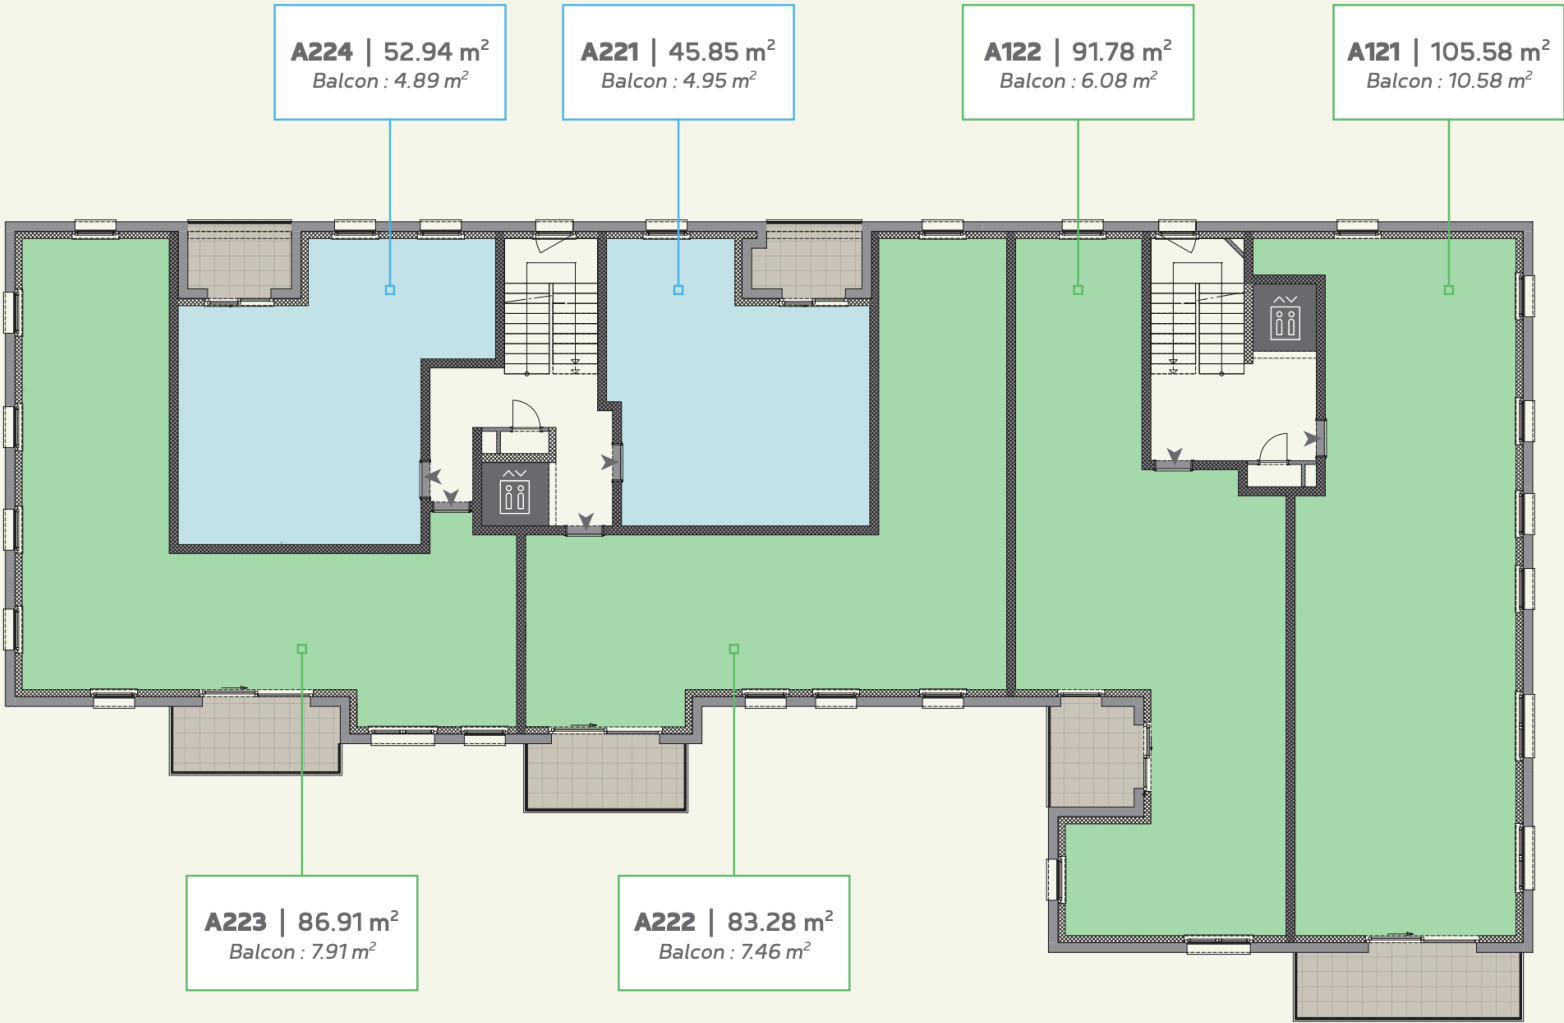 A224 | 52.94 m²
Balcon : 4.89 m²
A221 | 45.85 m²
Balcon : 4.95 m²
A122 | 91.78 m²
Balcon : 6.08 m²
A121 | 105.58 m²
Balcon : 10.58 m²
A223 | 86.91 m²
Balcon : 7.91 m²
A222 | 83.28 m²
Balcon : 7.46 m²